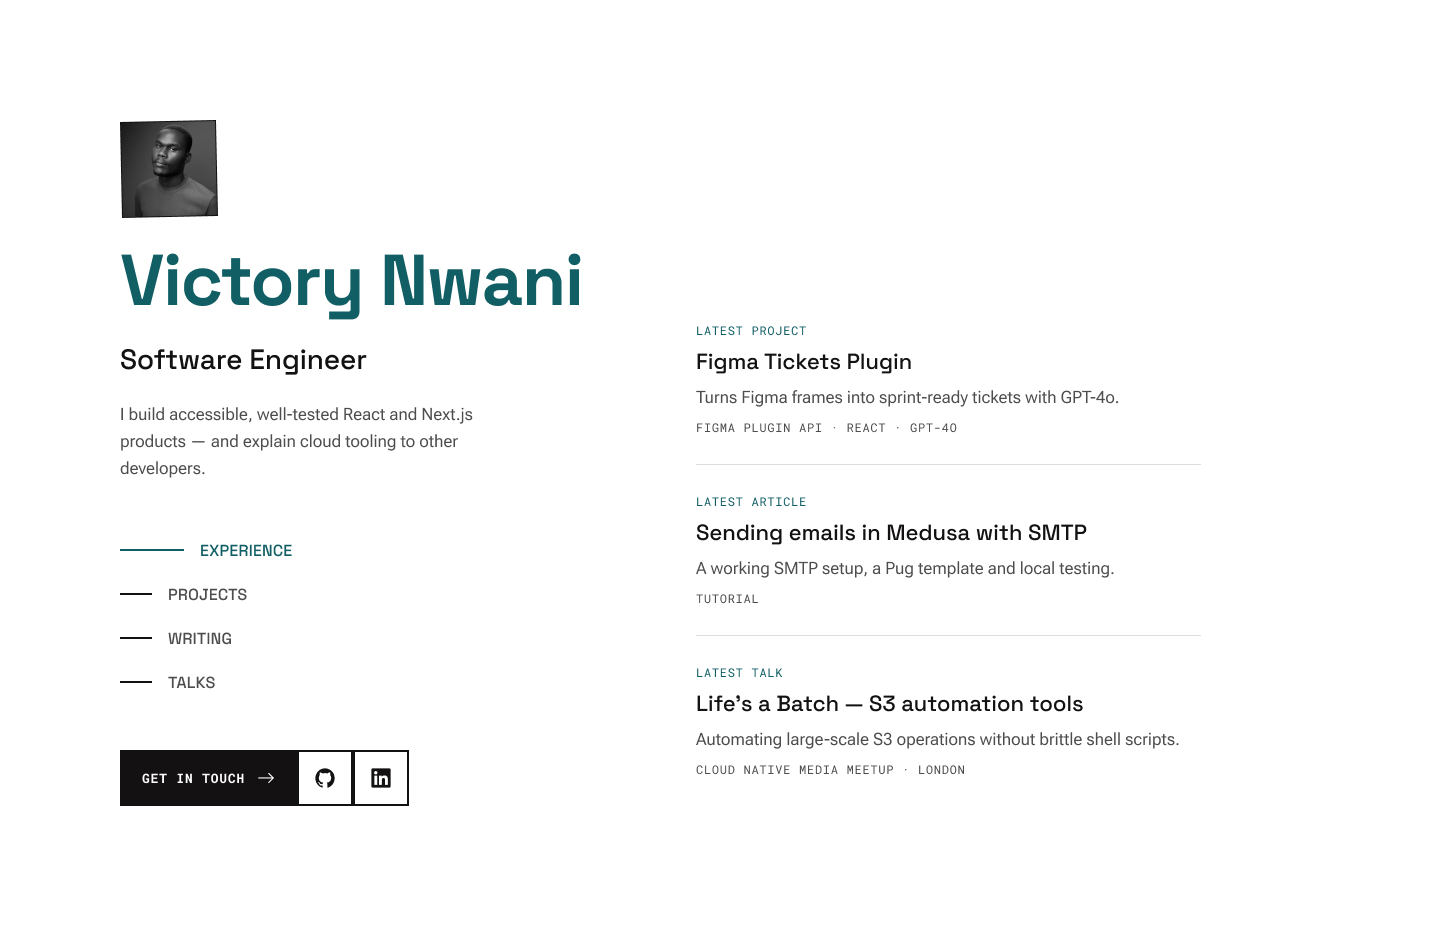 Victory Nwani
Software Engineer
I build accessible, well-tested React and Next.js
products — and explain cloud tooling to other
developers.
EXPERIENCE
PROJECTS
WRITING
TALKS
GET IN TOUCH
LATEST PROJECT
Figma Tickets Plugin
Turns Figma frames into sprint-ready tickets with GPT-4o.
FIGMA PLUGIN API · REACT · GPT-4O
LATEST ARTICLE
Sending emails in Medusa with SMTP
A working SMTP setup, a Pug template and local testing.
TUTORIAL
LATEST TALK
Life’s a Batch — S3 automation tools
Automating large-scale S3 operations without brittle shell scripts.
CLOUD NATIVE MEDIA MEETUP · LONDON